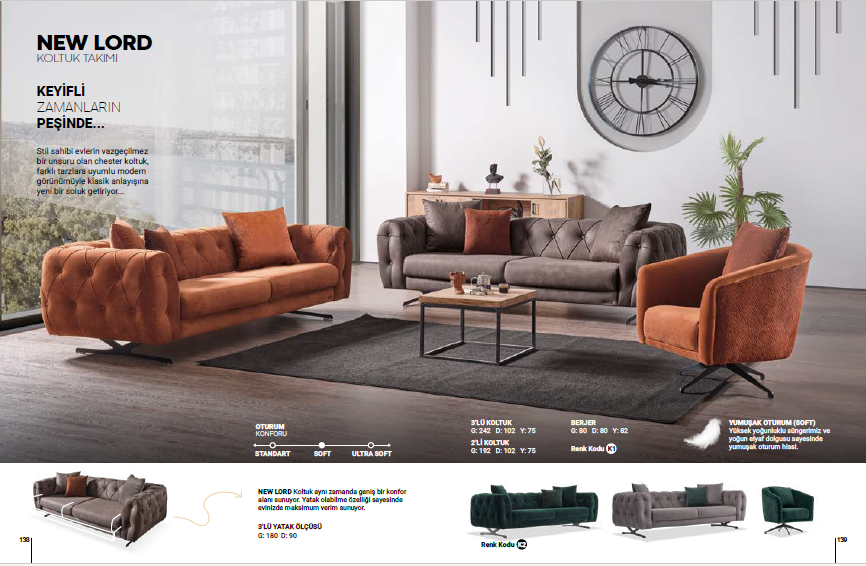 NEW LORD
KOLTUK TAKIMI
KEYİFLİ
ZAMANLARIN
PEŞİNDE...
Stil sahibi evlerin vazgeçilmez
bir unsuru olan chester koltuk,
farklı tarzlara uyumlu modern
görünümüyle klasik anlayışına
yeni bir soluk getiriyor...
OTURUM
KONFORU
STANDART SOFT ULTRA SOFT
3'LÜ KOLTUK
G: 242 D: 102 Y: 75
2'Lİ KOLTUK
G: 192 D: 102 Y: 75
BERJER
G: 80 D: 80 Y: 82
Renk Kodu K1
YUMUŞAK OTURUM (SOFT)
Yüksek yoğunluklu süngerimiz ve
yoğun elyaf dolgusu sayesinde
yumuşak oturum hissi.
NEW LORD Koltuk aynı zamanda geniş bir konfor
alanı sunuyor. Yatak olabilme özelliği sayesinde
evinizde maksimum verim sunuyor.
3'LÜ YATAK ÖLÇÜSÜ
G: 180 D: 90
Renk Kodu K2
138
139